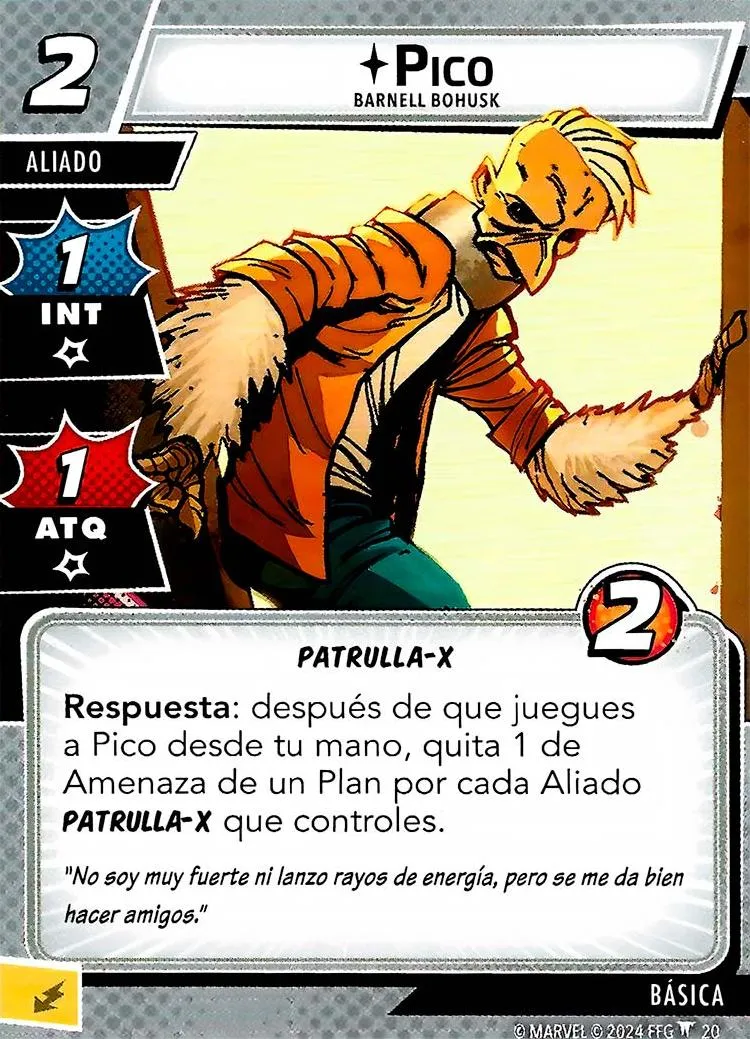 2
Pico
BARNELL BOHUSK
ALIADO
1
INT
1
ATQ
2
PATRULLA-X
Respuesta: después de que juegues
a Pico desde tu mano, quita 1 de
Amenaza de un Plan por cada Aliado
PATRULLA-X que controles.
"No soy muy fuerte ni lanzo rayos de energía, pero se me da bien
hacer amigos."
BÁSICA
© MARVEL © 2024 FFG 20